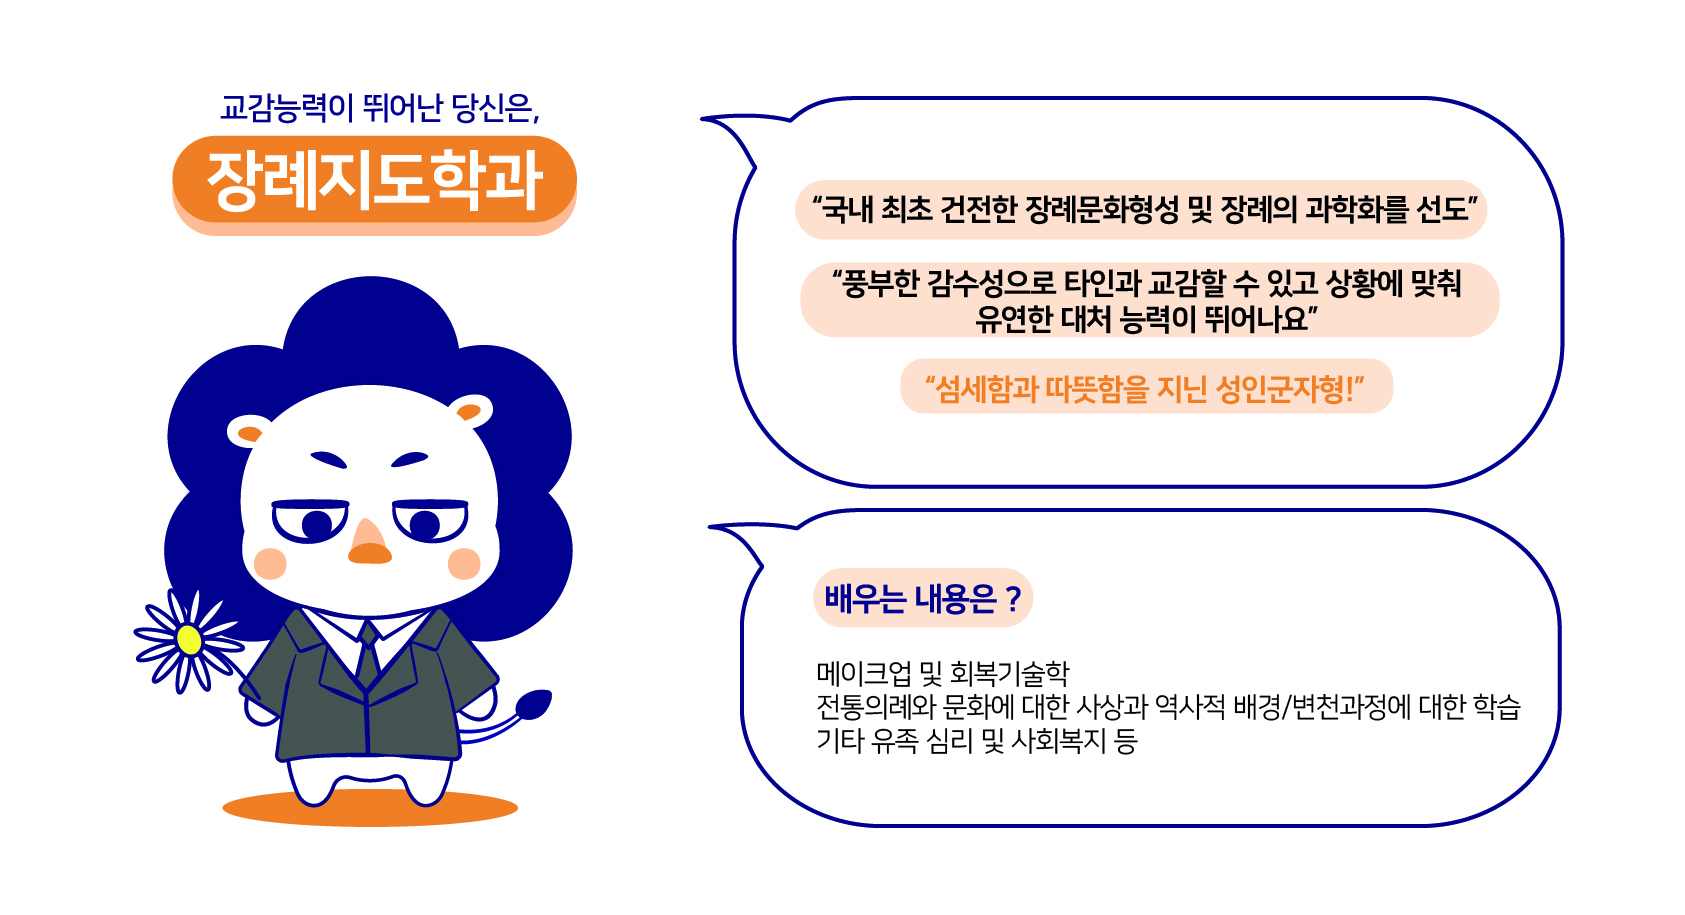 교감능력이 뛰어난 당신은,
장례지도학과
“국내 최초 건전한 장례문화형성 및 장례의 과학화를 선도”
“풍부한 감수성으로 타인과 교감할 수 있고 상황에 맞춰
유연한 대처 능력이 뛰어나요”
“섬세함과 따뜻함을 지닌 성인군자형!”
배우는 내용은 ?
메이크업 및 회복기술학
전통의례와 문화에 대한 사상과 역사적 배경/변천과정에 대한 학습
기타 유족 심리 및 사회복지 등